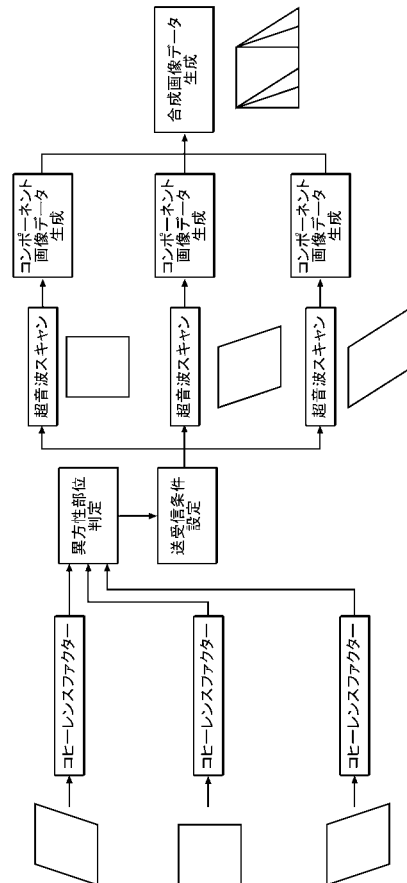 コヒーレンスファクター
コヒーレンスファクター
コヒーレンスファクター
異方性部位
判定
送受信条件
設定
超音波スキャン
超音波スキャン
超音波スキャン
コンポーネント
画像データ
生成
コンポーネント
画像データ
生成
コンポーネント
画像データ
生成
合成画像データ
生成